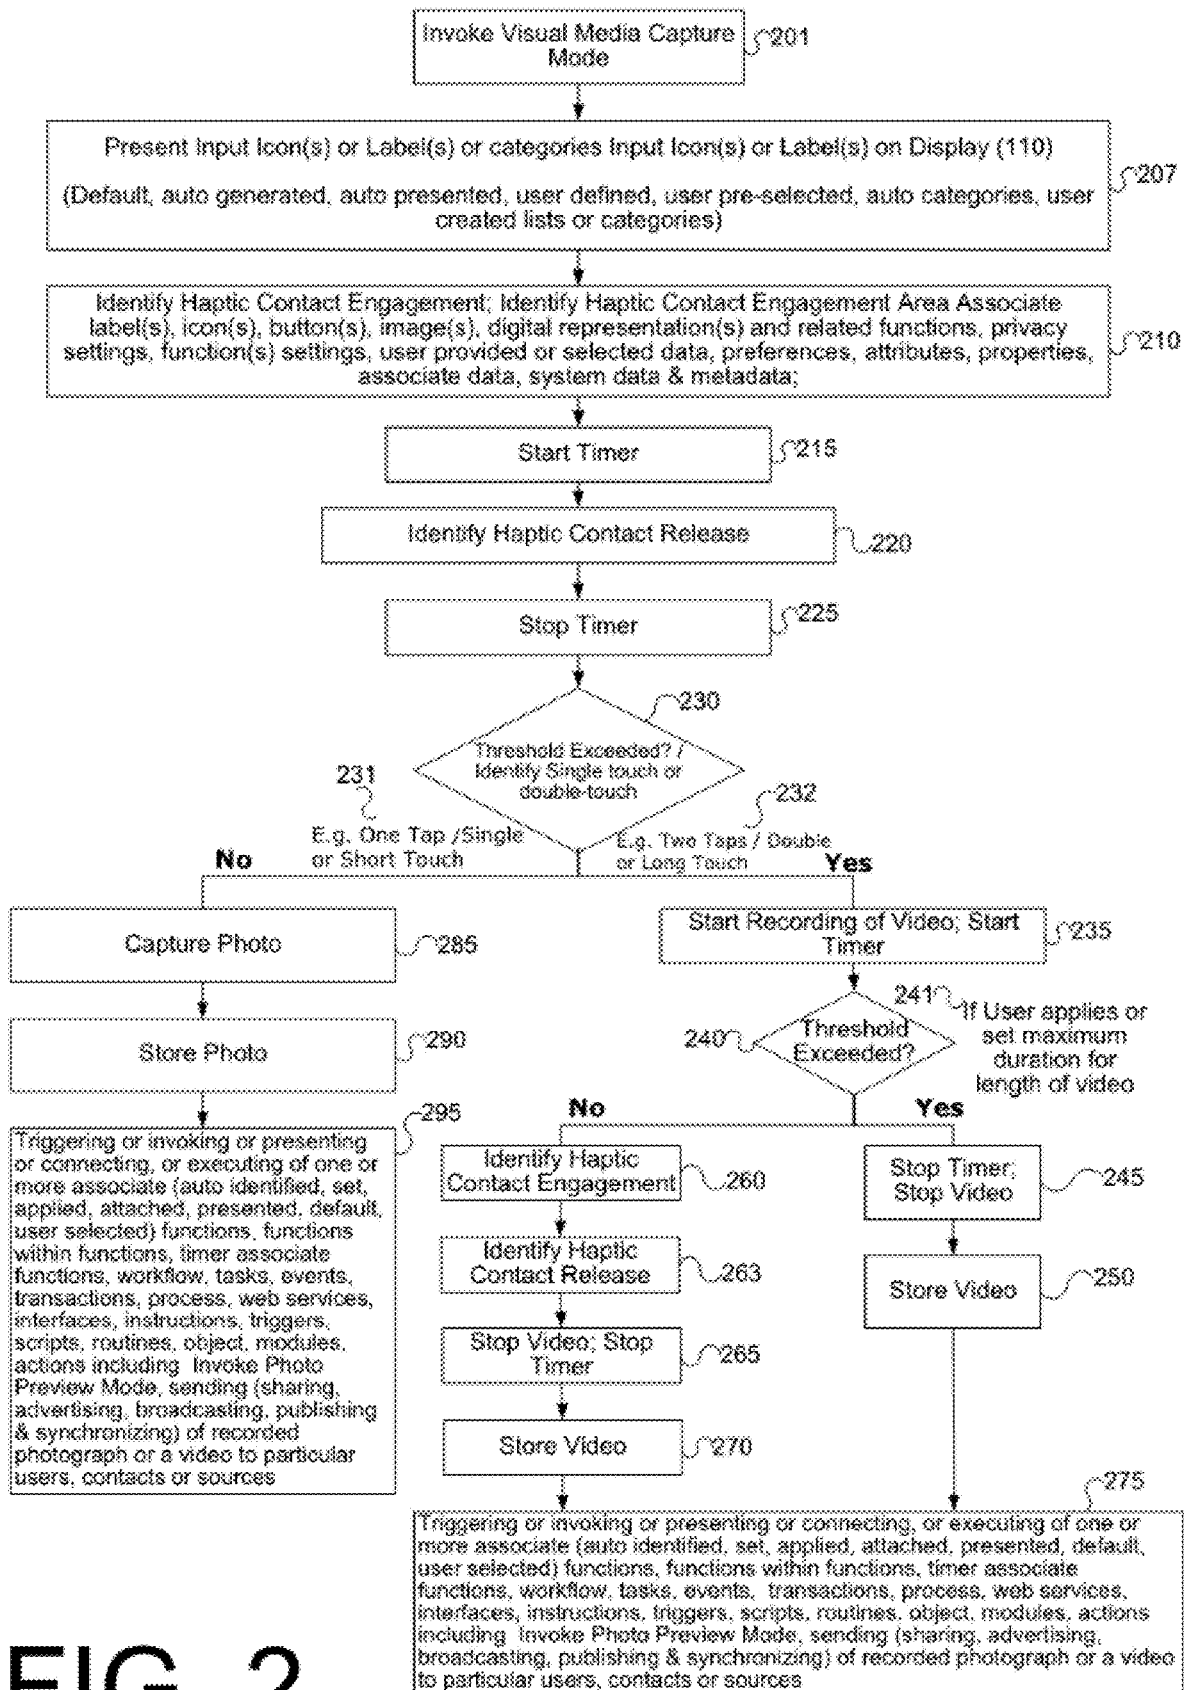 Invoke Visual Media Capture
Mode
201
Present Input Icon(s) or Label(s) or categories Input Icon(s) or Label(s) on Display (110)
(Default, auto generated, auto presented, user defined, user pre-selected, auto categories, user
created lists or categories)
207
Identify Haptic Contact Engagement; Identify Haptic Contact Engagement Area Associate
label(s), icon(s), button(s), image(s), digital representation(s) and related functions, privacy
settings, function(s) settings, user provided or selected data, preferences, attributes, properties,
associate data, system data & metadata;
210
Start Timer
215
Identify Haptic Contact Release
220
Stop Timer
225
230
Threshold Exceeded? /
Identify Single touch or
double-touch
231
E.g. One Tap /Single
or Short Touch
232
E.g. Two Taps / Double
or Long Touch
No
Yes
Capture Photo
285
Store Photo
290
295
Triggering or invoking or presenting
or connecting, or executing of one or
more associate (auto identified, set,
applied, attached, presented, default,
user selected) functions, functions
within functions, timer associate
functions, workflow, tasks, events,
transactions, process, web services,
interfaces, instructions, triggers,
scripts, routines, object, modules,
actions including Invoke Photo
Preview Mode, sending (sharing,
advertising, broadcasting, publishing
& synchronizing) of recorded
photograph or a video to particular
users, contacts or sources
Start Recording of Video; Start
Timer
235
240
Threshold
Exceeded?
241
If User applies or
set maximum
duration for
length of video
No
Yes
Identify Haptic
Contact Engagement
260
Identify Haptic
Contact Release
263
Stop Video; Stop
Timer
265
Store Video
270
Stop Timer;
Stop Video
245
Store Video
250
275
Triggering or invoking or presenting or connecting, or executing of one or
more associate (auto identified, set, applied, attached, presented, default,
user selected) functions, functions within functions, timer associate
functions, workflow, tasks, events, transactions, process, web services,
interfaces, instructions, triggers, scripts, routines, object, modules, actions
including Invoke Photo Preview Mode, sending (sharing, advertising,
broadcasting, publishing & synchronizing) of recorded photograph or a video
to particular users, contacts or sources
FIG. 2